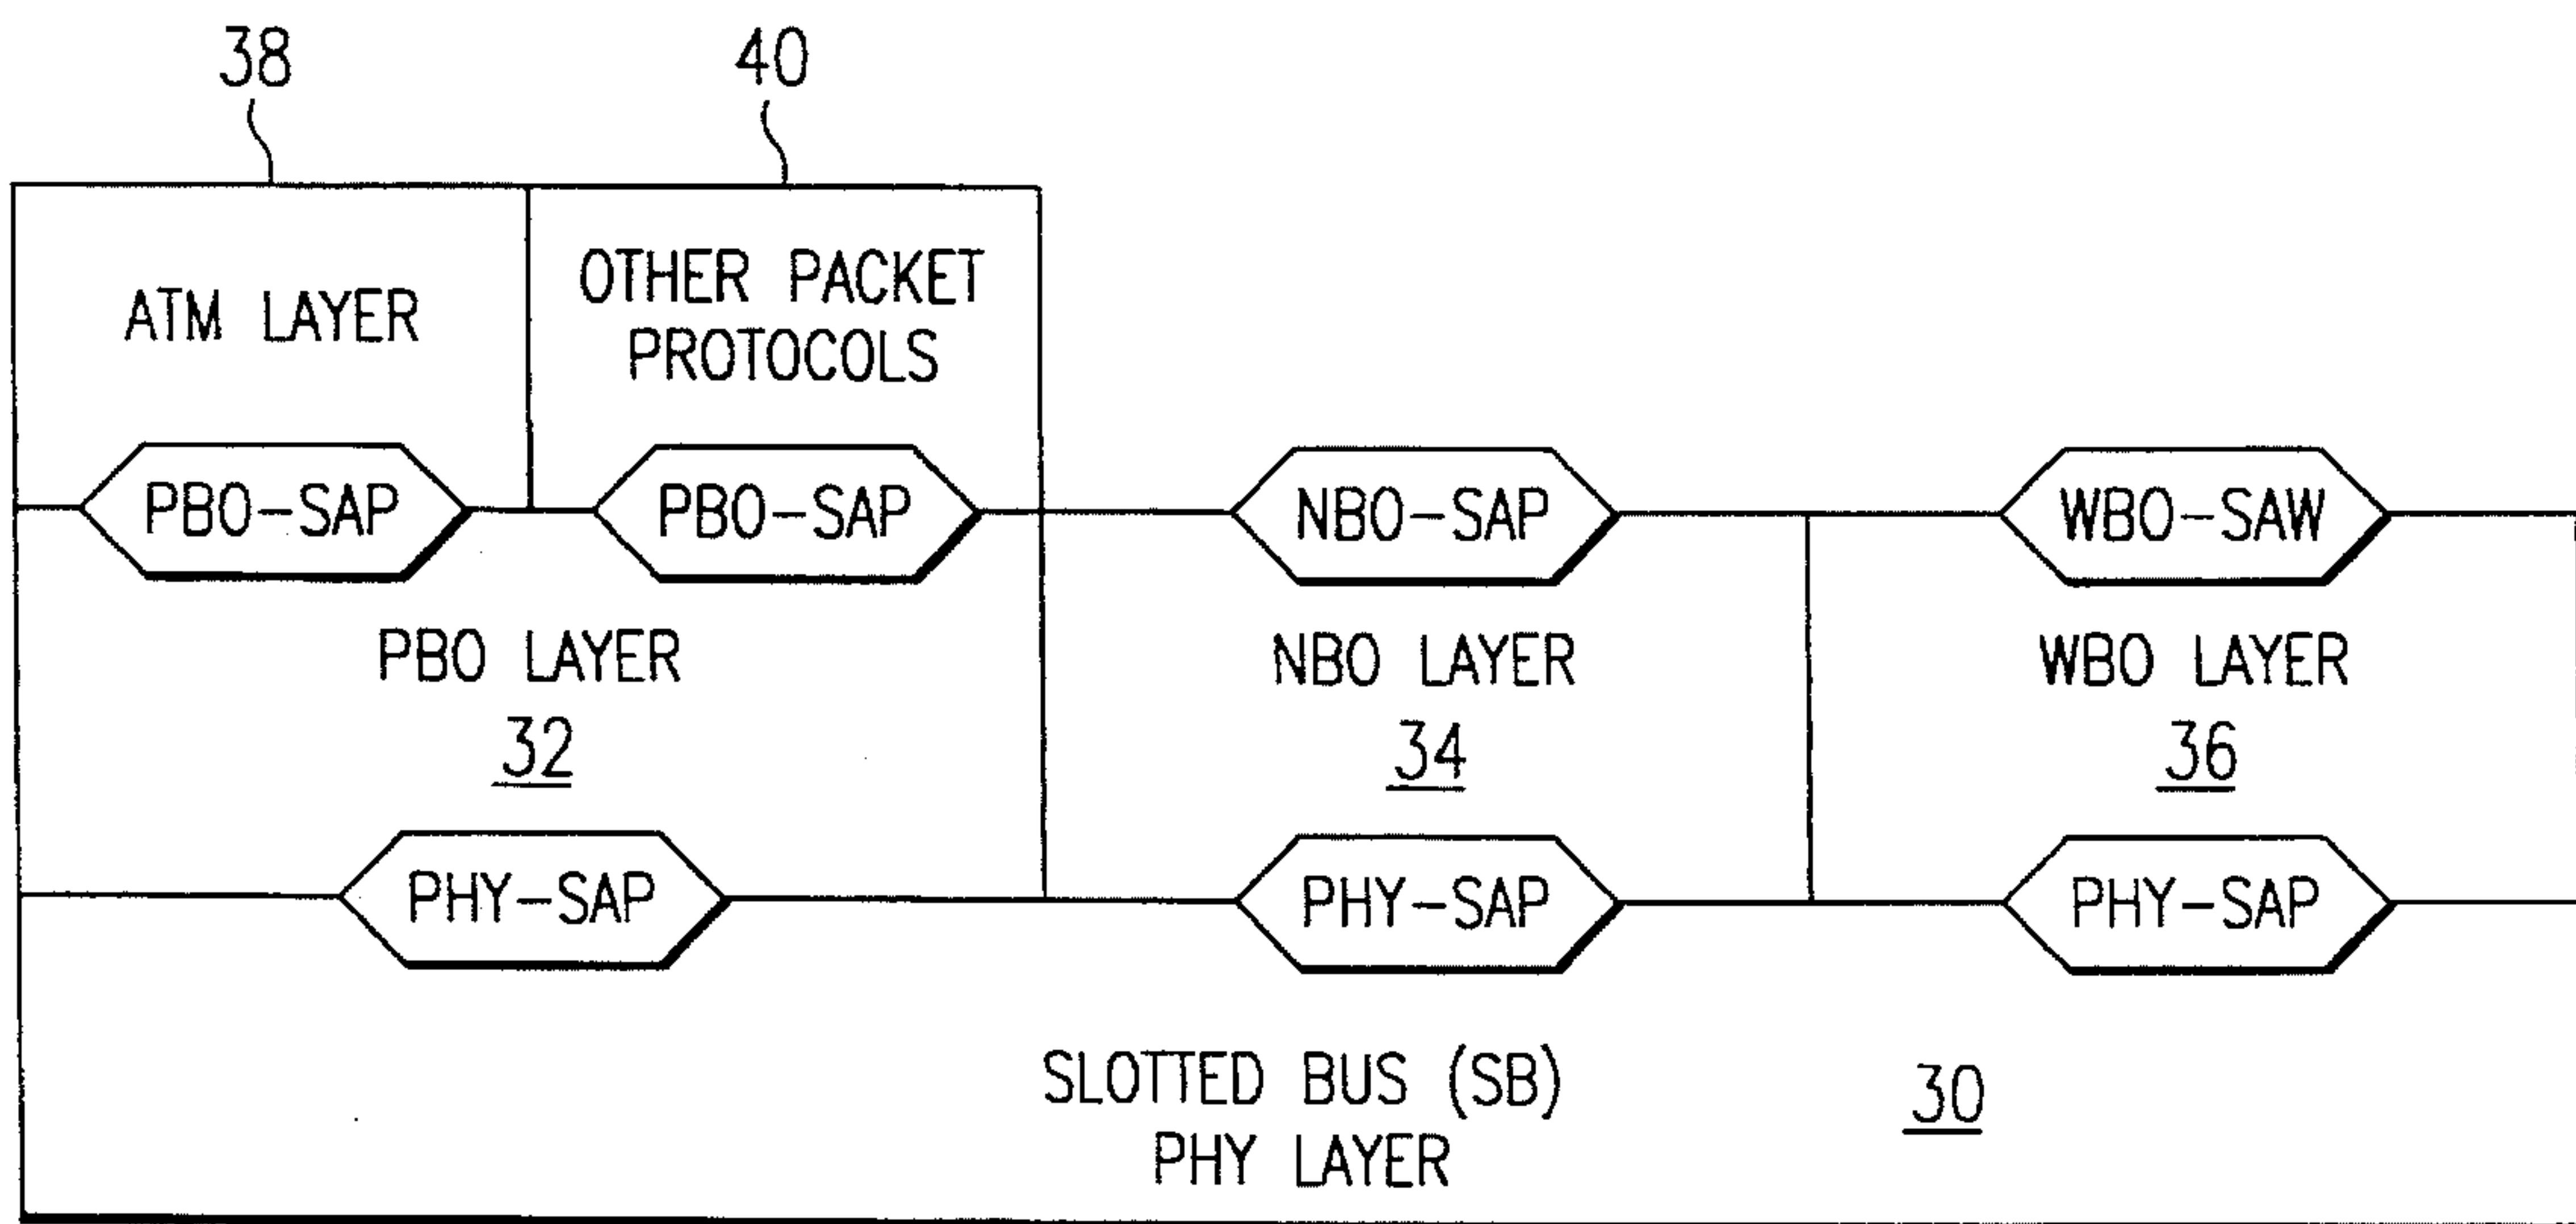 38
40
ATM LAYER
OTHER PACKET
PROTOCOLS
PBO-SAP
PBO-SAP
NBO-SAP
WBO-SAW
PBO LAYER
32
NBO LAYER
34
WBO LAYER
36
PHY-SAP
PHY-SAP
PHY-SAP
SLOTTED BUS (SB)
PHY LAYER
30